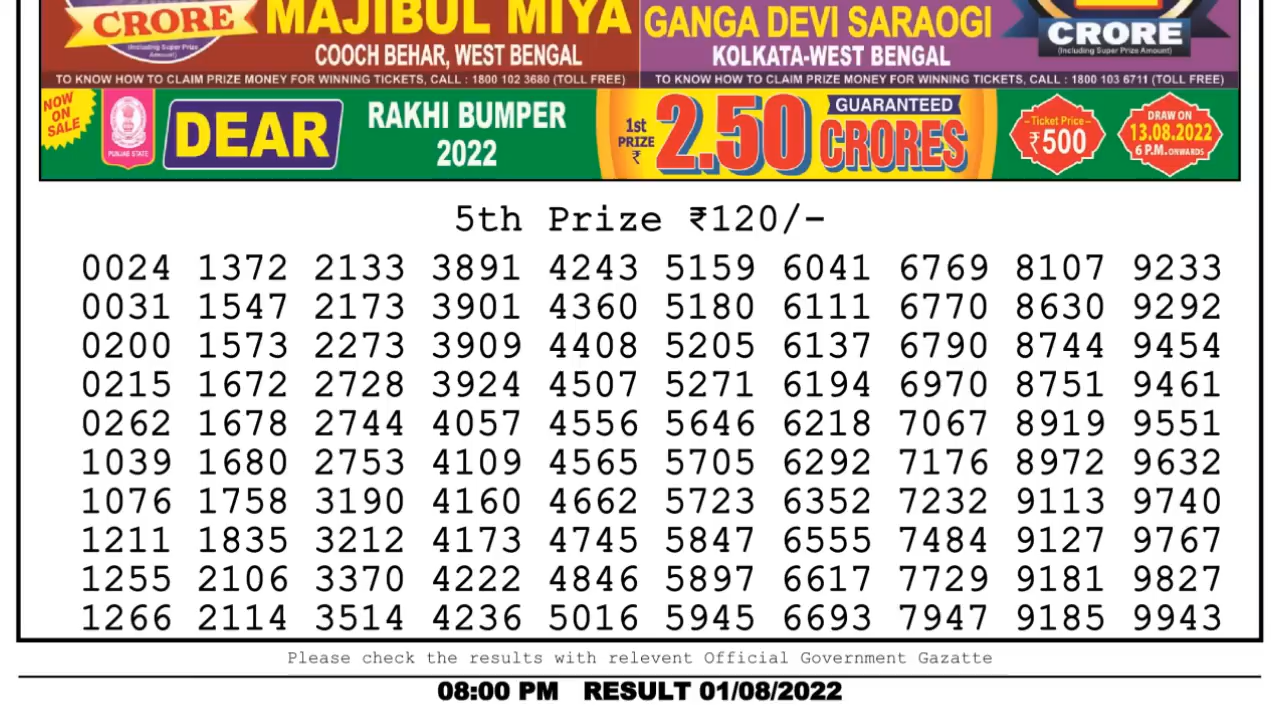 CRORE
(Including Super Prize Amount)
MAJIBUL MIYA
COOCH BEHAR, WEST BENGAL
TO KNOW HOW TO CLAIM PRIZE MONEY FOR WINNING TICKETS, CALL : 1800 102 3680 (TOLL FREE)
GANGA DEVI SARAOGI
KOLKATA-WEST BENGAL
CRORE
(Including Super Prize Amount)
TO KNOW HOW TO CLAIM PRIZE MONEY FOR WINNING TICKETS, CALL : 1800 103 6711 (TOLL FREE)
NOW
ON
SALE
PUNJAB STATE
DEAR
RAKHI BUMPER
2022
1st
PRIZE
₹
2.50
GUARANTEED
CRORES
Ticket Price
₹500
DRAW ON
13.08.2022
6 P.M. ONWARDS
5th Prize ₹120/-
0024 1372 2133 3891 4243 5159 6041 6769 8107 9233
0031 1547 2173 3901 4360 5180 6111 6770 8630 9292
0200 1573 2273 3909 4408 5205 6137 6790 8744 9454
0215 1672 2728 3924 4507 5271 6194 6970 8751 9461
0262 1678 2744 4057 4556 5646 6218 7067 8919 9551
1039 1680 2753 4109 4565 5705 6292 7176 8972 9632
1076 1758 3190 4160 4662 5723 6352 7232 9113 9740
1211 1835 3212 4173 4745 5847 6555 7484 9127 9767
1255 2106 3370 4222 4846 5897 6617 7729 9181 9827
1266 2114 3514 4236 5016 5945 6693 7947 9185 9943
Please check the results with relevent Official Government Gazatte
08:00 PM RESULT 01/08/2022